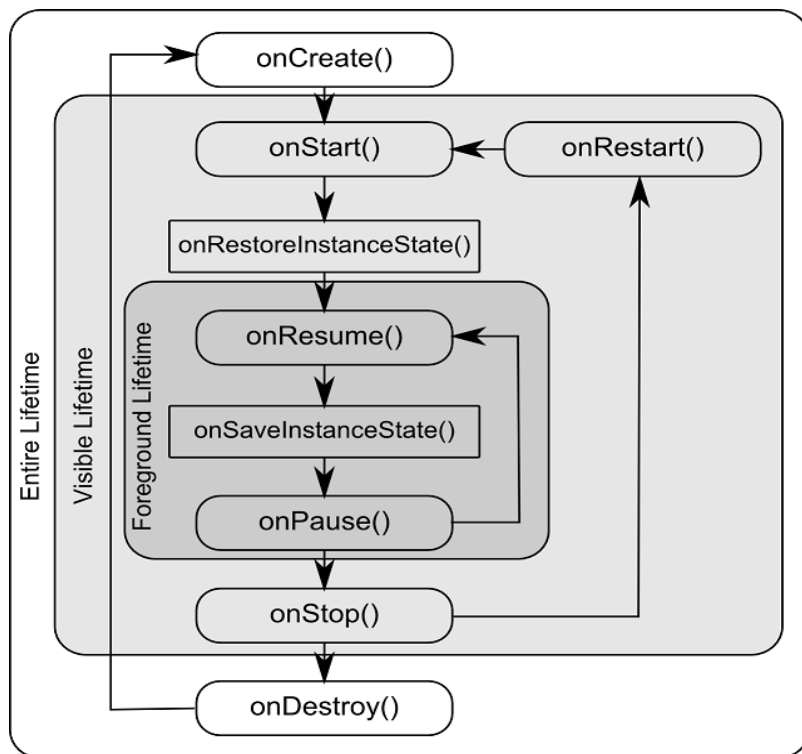 onCreate()
onStart()
onRestart()
onRestoreInstanceState()
onResume()
onSaveInstanceState()
onPause()
onStop()
onDestroy()
Entire Lifetime
Visible Lifetime
Foreground Lifetime